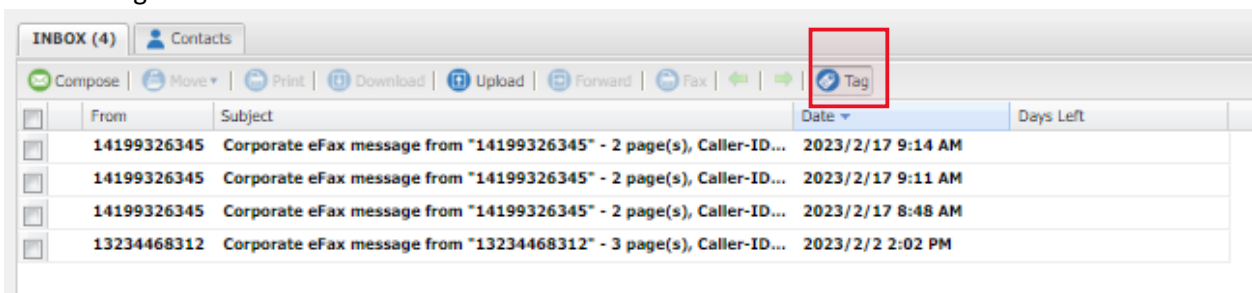 INBOX (4) Contacts
Compose Move Print Download Upload Forward Fax Tag
From Subject Date Days Left
14199326345 Corporate eFax message from "14199326345" - 2 page(s), Caller-ID... 2023/2/17 9:14 AM
14199326345 Corporate eFax message from "14199326345" - 2 page(s), Caller-ID... 2023/2/17 9:11 AM
14199326345 Corporate eFax message from "14199326345" - 2 page(s), Caller-ID... 2023/2/17 8:48 AM
13234468312 Corporate eFax message from "13234468312" - 3 page(s), Caller-ID... 2023/2/2 2:02 PM